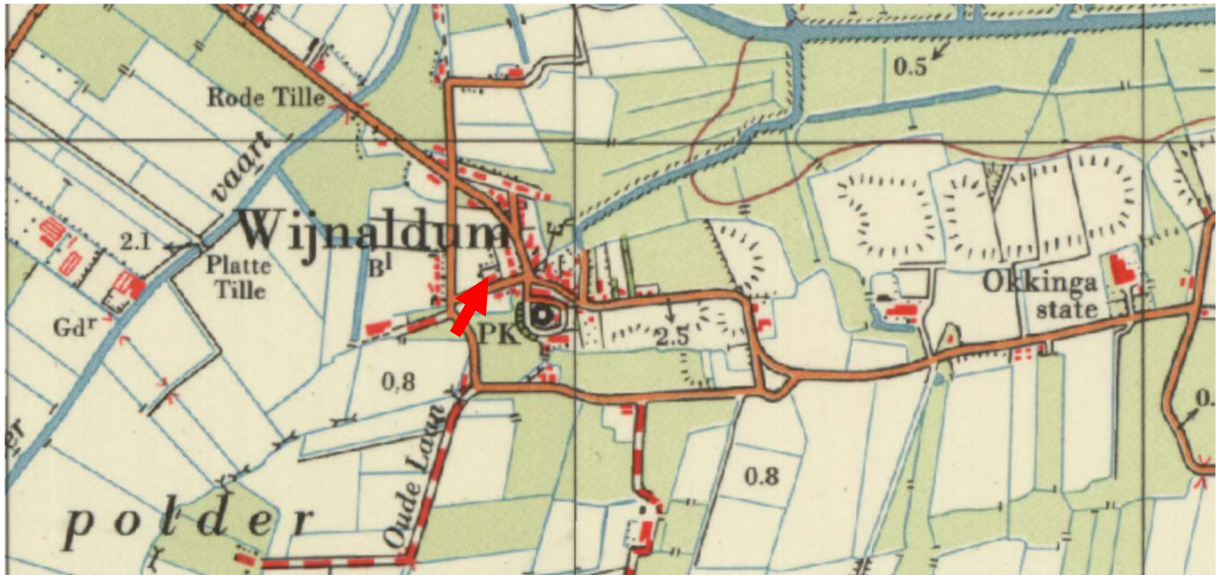 0.5
Rode Tille
vaart
2.1
Wijnaldum
Platte
Tille
Bl
Okkinga
state
Gdr
PK
2.5
0,8
0.
Oude Laan
0.8
polder